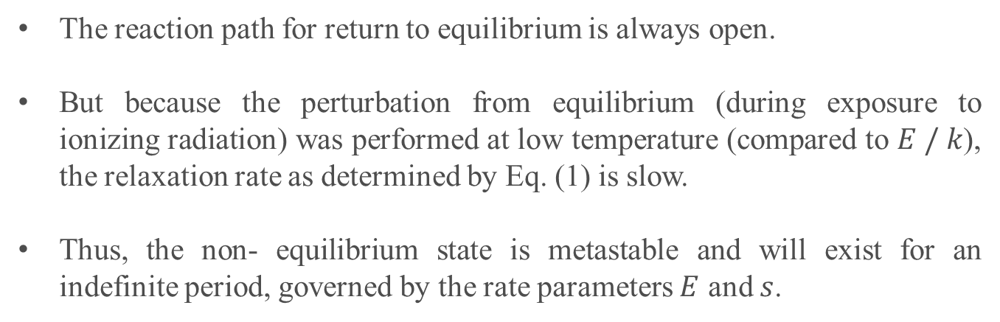 • The reaction path for return to equilibrium is always open.
• But because the perturbation from equilibrium (during exposure to
ionizing radiation) was performed at low temperature (compared to E / k),
the relaxation rate as determined by Eq. (1) is slow.
• Thus, the non- equilibrium state is metastable and will exist for an
indefinite period, governed by the rate parameters E and s.